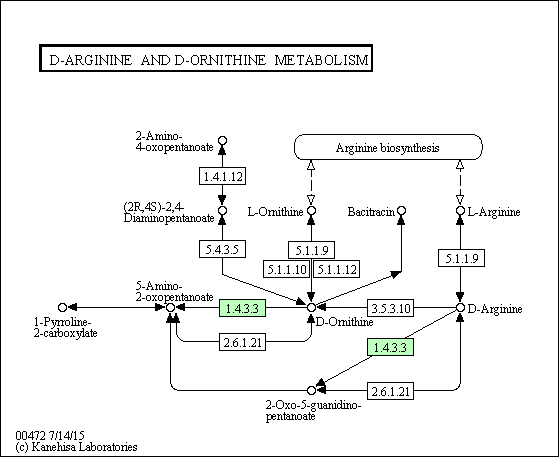 D-ARGININE AND D-ORNITHINE METABOLISM
2-Amino-
4-oxopentanoate
Arginine biosynthesis
1.4.1.12
(2R,4S)-2,4-
Diaminopentanoate
L-Ornithine
Bacitracin
L-Arginine
5.4.3.5
5.1.1.9
5.1.1.9
5.1.1.10
5.1.1.12
5-Amino-
2-oxopentanoate
1.4.3.3
3.5.3.10
D-Ornithine
D-Arginine
1-Pyrroline-
2-carboxylate
2.6.1.21
1.4.3.3
2.6.1.21
2-Oxo-5-guanidino-
pentanoate
00472 7/14/15
(c) Kanehisa Laboratories